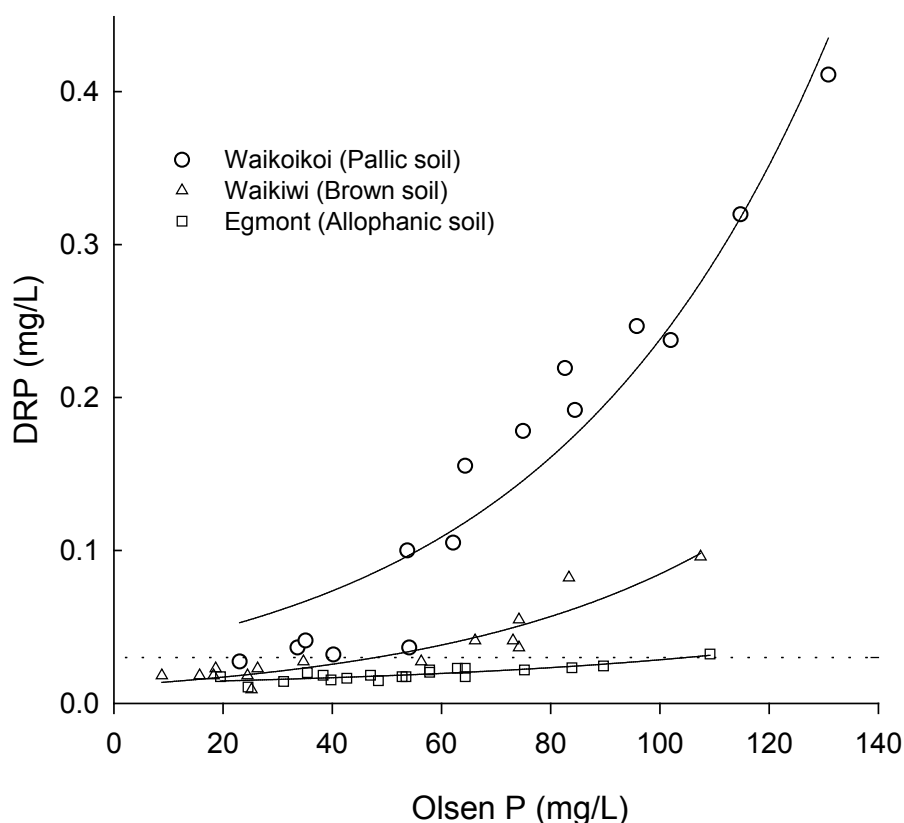 0.4
0.3
0.2
0.1
0.0
DRP (mg/L)
Waikoikoi (Pallic soil)
Waikiwi (Brown soil)
Egmont (Allophanic soil)
0 20 40 60 80 100 120 140
Olsen P (mg/L)